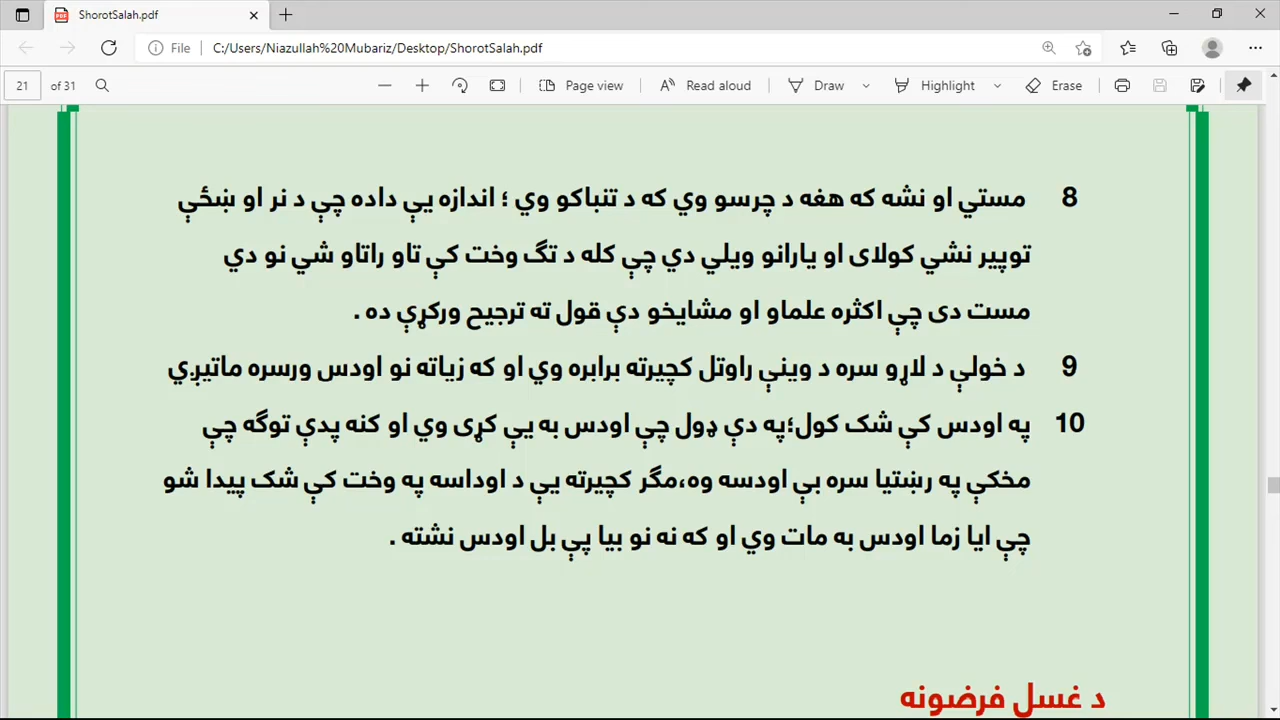 ShorotSalah.pdf
File C:/Users/Niazullah%20Mubariz/Desktop/ShorotSalah.pdf
21 of 31 Page view Read aloud Draw Highlight Erase
8 مستي او نشه که هغه د چرسو وي که د تنباکو وي ؛ اندازه يې داده چې د نر او ښځې
توپير نشي کولای او يارانو ويلي دي چې کله د تګ وخت کې تاو راتاو شي نو دي
مست دی چې اکثره علماو او مشايخو دې قول ته ترجيح ورکړې ده .
9 د خولې د لاړو سره د وينې راوتل کچيرته برابره وي او که زياته نو اودس ورسره ماتيږي
10 په اودس کې شک کول؛په دې ډول چې اودس به يې کړی وي او کنه پدې توګه چې
مخکې په رښتيا سره بې اودسه وه،مګر کچيرته يې د اوداسه په وخت کې شک پيدا شو
چې ايا زما اودس به مات وي او که نه نو بيا پې بل اودس نشته .
د غسل فرضونه